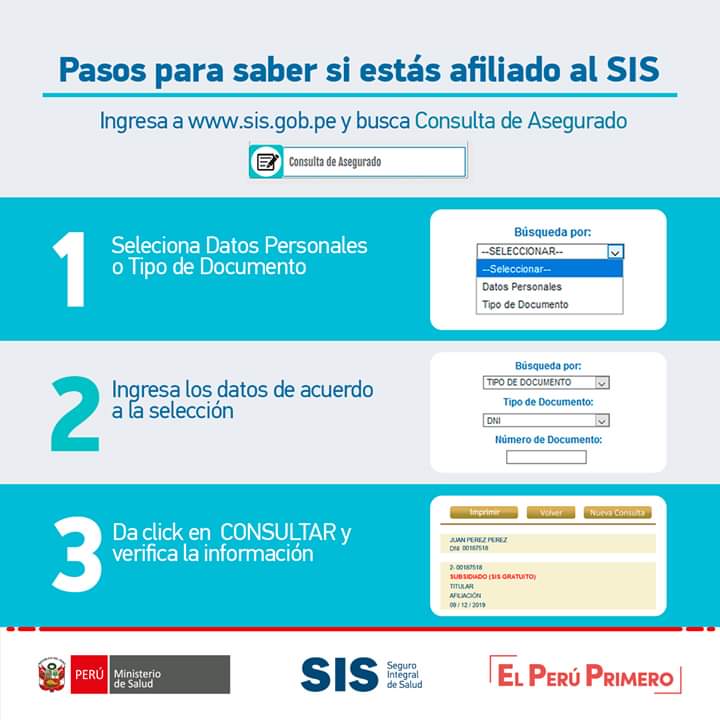 Pasos para saber si estás afiliado al SIS
Ingresa a www.sis.gob.pe y busca Consulta de Asegurado
Consulta de Asegurado
1
Seleciona Datos Personales
o Tipo de Documento
Búsqueda por:
--SELECCIONAR--
--Seleccionar--
Datos Personales
Tipo de Documento
2
Ingresa los datos de acuerdo
a la selección
Búsqueda por:
TIPO DE DOCUMENTO
Tipo de Documento:
DNI
Número de Documento:
3
Da click en CONSULTAR y
verifica la información
Imprimir Volver Nueva Consulta
JUAN PEREZ PEREZ
DNI 00167518
2- 00167518
SUBSIDIADO (SIS GRATUITO)
TITULAR
AFILIACIÓN
09 / 12 / 2019
PERÚ
Ministerio
de Salud
SIS
Seguro
Integral
de Salud
EL PERÚ PRIMERO